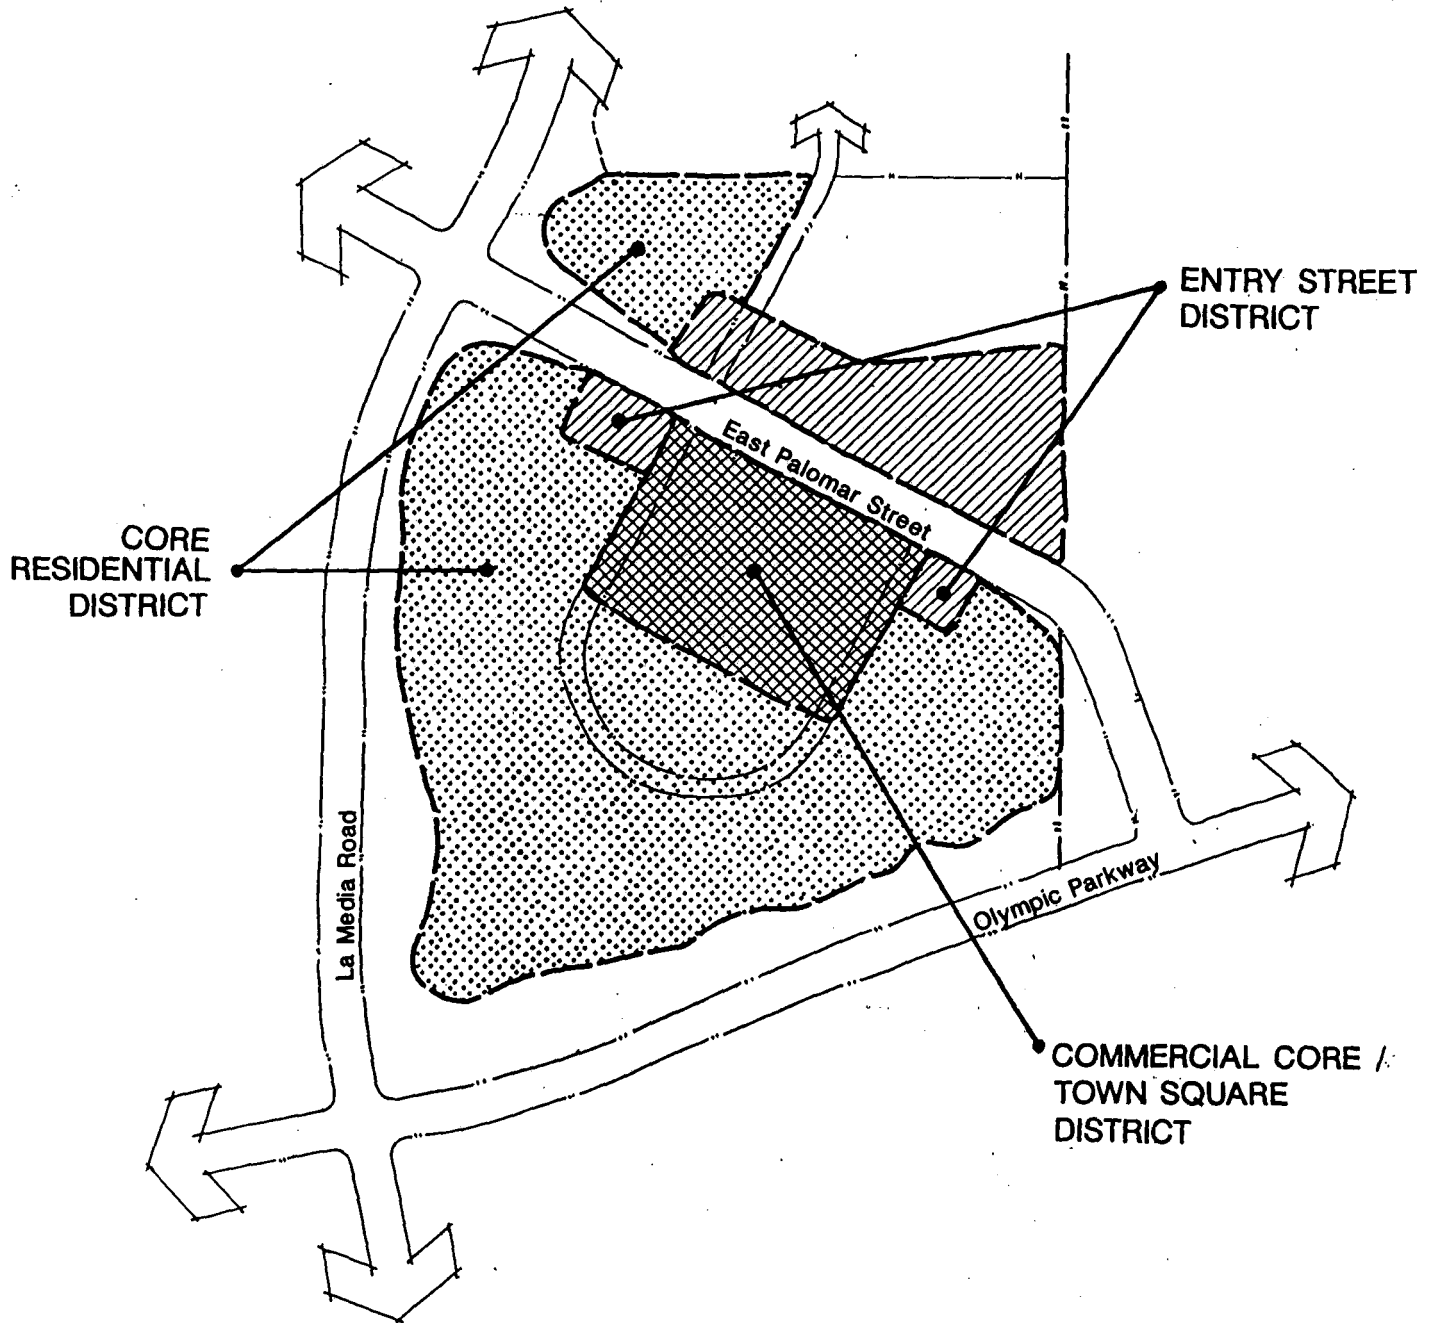 ENTRY STREET
DISTRICT
East Palomar Street
CORE
RESIDENTIAL
DISTRICT
La Media Road
Olympic Parkway
COMMERCIAL CORE /
TOWN SQUARE
DISTRICT